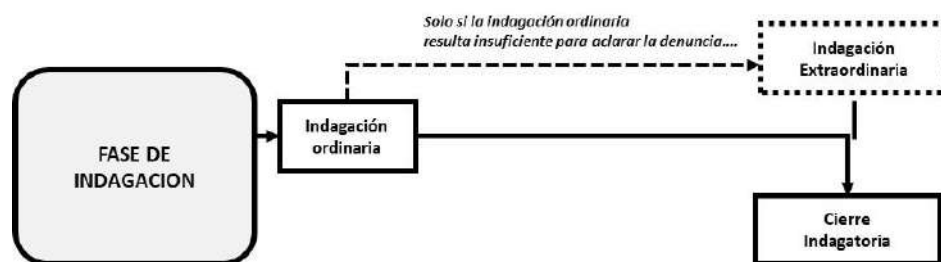 Solo si la indagación ordinaria
resulta insuficiente para aclarar la denuncia....
Indagación
Extraordinaria
FASE DE
INDAGACION
Indagación
ordinaria
Cierre
Indagatoria